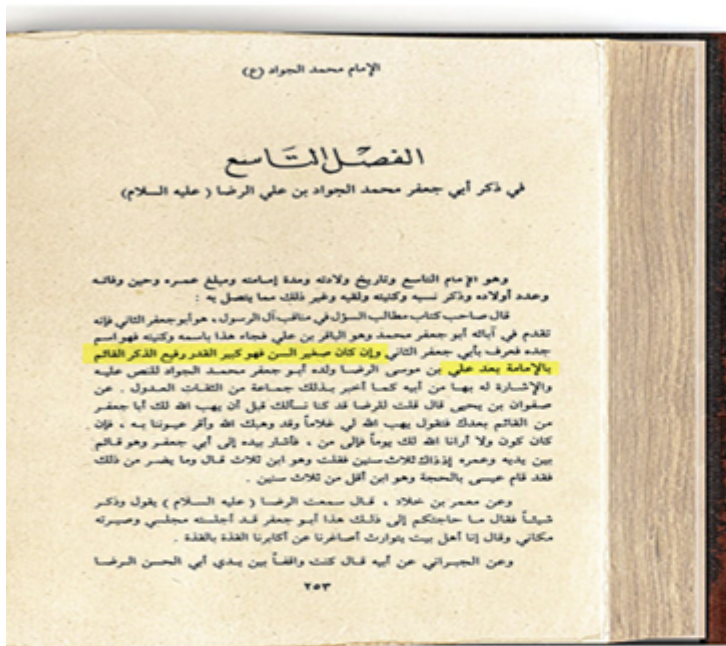 الإمام محمد الجواد (ع)
الفصل التاسع
في ذكر أبي جعفر محمد الجواد بن علي الرضا ( عليه السلام )
وهو الإمام التاسع وتاريخ ولادته ومدة إمامته ومبلغ عمره وحين وفاته
وعدد أولاده وذكر نسبه وكنيته ولقبه وغير ذلك مما يتصل به :
قال صاحب كتاب مطالب السؤل في مناقب آل الرسول ، هو أبو جعفر الثاني فإنه
تقدم في آبائه أبو جعفر محمد وهو الباقر بن علي فجاء هذا باسمه وكنيته فهو اسم
جده فعرف بأبي جعفر الثاني وإن كان صغير السن فهو كبير القدر رفيع الذكر القائم
بالإمامة بعد علي بن موسى الرضا ولده أبو جعفر محمد الجواد للنص عليه
والإشارة له بها من أبيه كما أخبر بذلك جماعة من الثقات العدول . عن
صفوان بن يحيى قال قلت للرضا قد كنا نسألك قبل أن يهب الله لك أبا جعفر
من القائم بعدك فتقول يهب الله لي غلاماً وقد وهبك الله وأقر عيوننا به ، فإن
كان كون ولا أرانا الله لك يوماً فإلى من ، فأشار بيده إلى أبي جعفر وهو قائم
بين يديه وعمره إذ ذاك ثلاث سنين فقلت وهو ابن ثلاث قال وما يضر من ذلك
فقد قام عيسى بالحجة وهو ابن أقل من ثلاث سنين .
وعن معمر بن خلاد ، قال سمعت الرضا ( عليه السلام ) يقول وذكر
شيئاً فقال ما حاجتكم إلى ذلك هذا أبو جعفر قد أجلسته مجلسي وصيرته
مكاني وقال إنا أهل بيت يتوارث أصاغرنا عن أكابرنا القذة بالقذة .
وعن الجبراني عن أبيه قال كنت واقفاً بين يدي أبي الحسن الرضا
٢٥٣